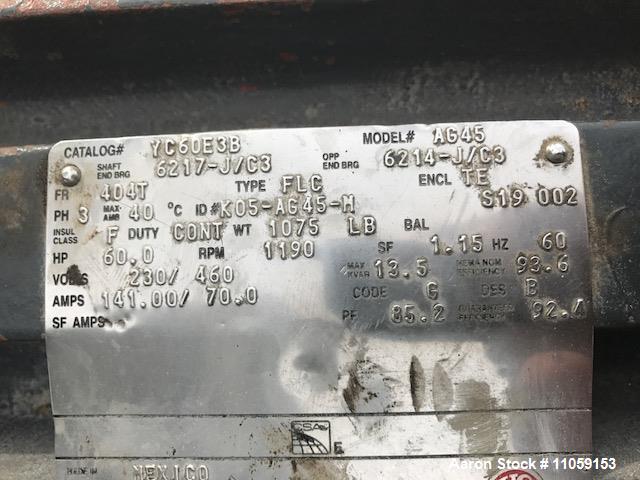 CATALOG# YC60E3B MODEL# AG45
SHAFT END BRG 6217-J/C3 OPP END BRG 6214-J/C3
FR 404T TYPE FLC ENCL TE
PH 3 MAX AMB 40 °C ID# K05-AG45-M S19 002
INSUL CLASS F DUTY CONT WT 1075 LB BAL
HP 60.0 RPM 1190 SF 1.15 HZ 60
VOLTS 230/ 460 MAX KVAR 13.5 NEMA NOM EFFICIENCY 93.6
AMPS 141.00/ 70.0 CODE G DES B
SF AMPS PF 85.2 GUARANTEED EFFICIENCY 92.4
CSA
MADE IN MEXICO
Aaron Stock # 11059153